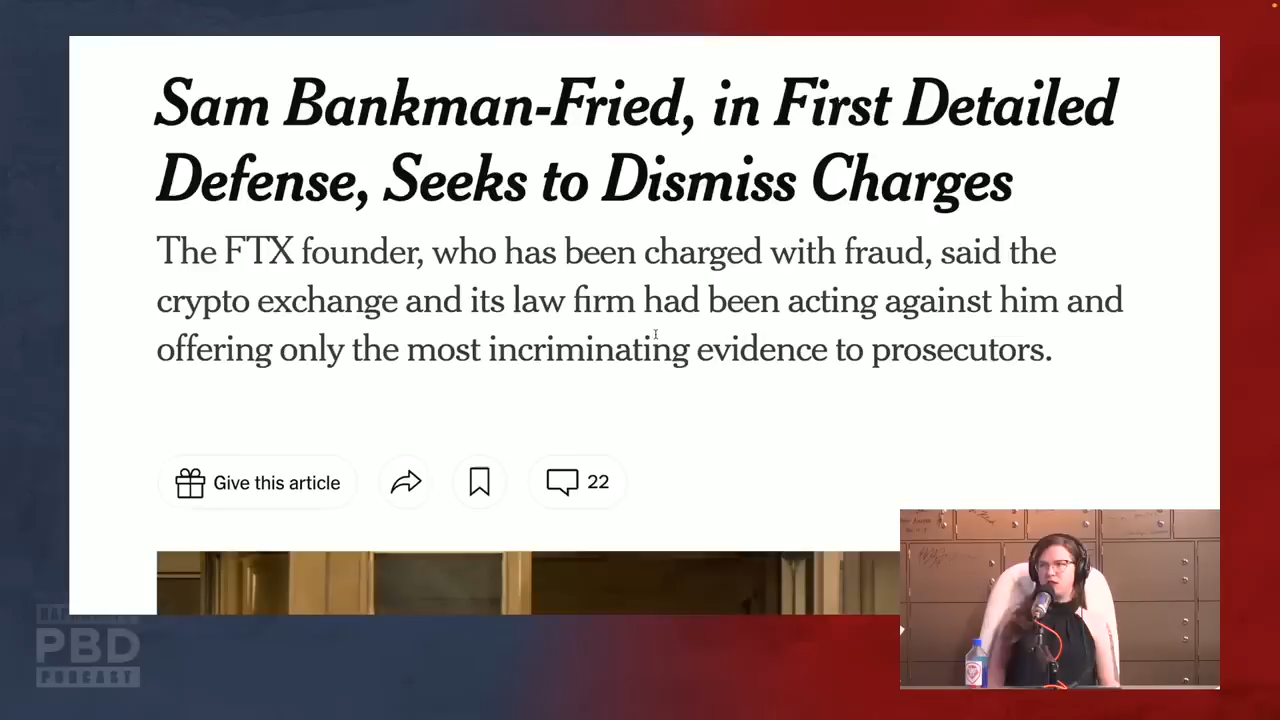 Sam Bankman-Fried, in First Detailed
Defense, Seeks to Dismiss Charges
The FTX founder, who has been charged with fraud, said the
crypto exchange and its law firm had been acting against him and
offering only the most incriminating evidence to prosecutors.
Give this article
22
PBD
PODCAST